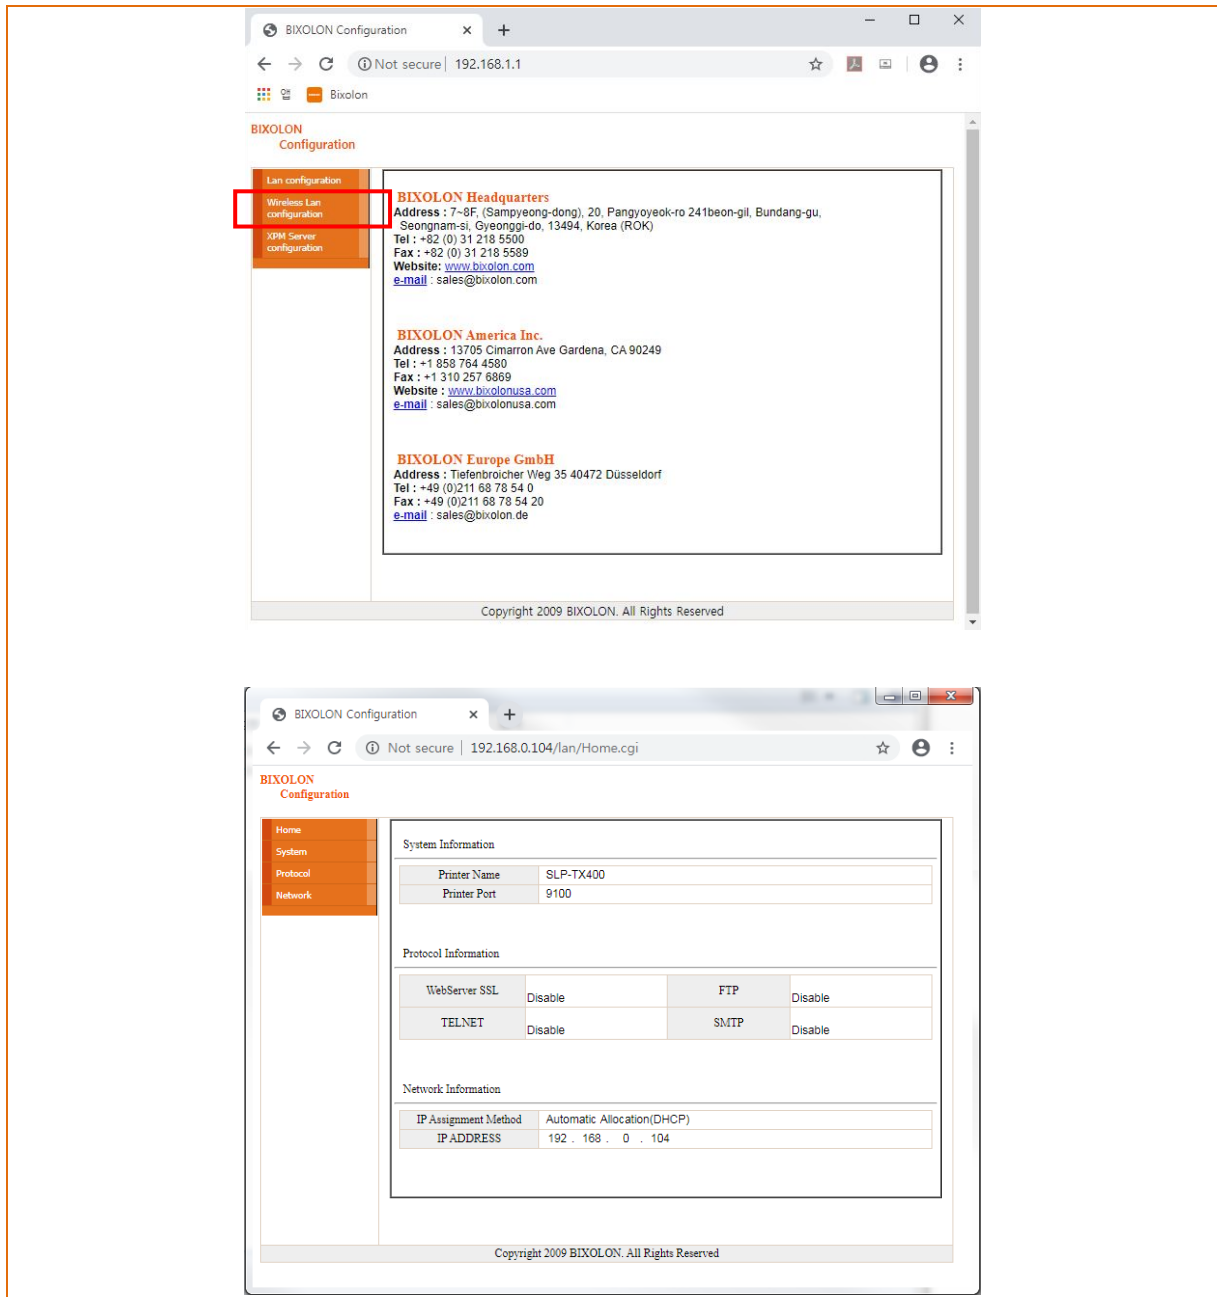 BIXOLON Configuration
Not secure | 192.168.1.1
앱 Bixolon
BIXOLON
Configuration
Lan configuration
Wireless Lan
configuration
XPM Server
configuration
BIXOLON Headquarters
Address : 7~8F, (Sampyeong-dong), 20, Pangyoyeok-ro 241beon-gil, Bundang-gu,
Seongnam-si, Gyeonggi-do, 13494, Korea (ROK)
Tel : +82 (0) 31 218 5500
Fax : +82 (0) 31 218 5589
Website: www.bixolon.com
e-mail : sales@bixolon.com
BIXOLON America Inc.
Address : 13705 Cimarron Ave Gardena, CA 90249
Tel : +1 858 764 4580
Fax : +1 310 257 6869
Website : www.bixolonusa.com
e-mail : sales@bixolonusa.com
BIXOLON Europe GmbH
Address : Tiefenbroicher Weg 35 40472 Düsseldorf
Tel : +49 (0)211 68 78 54 0
Fax : +49 (0)211 68 78 54 20
e-mail : sales@bixolon.de
Copyright 2009 BIXOLON. All Rights Reserved
BIXOLON Configuration
Not secure | 192.168.0.104/lan/Home.cgi
BIXOLON
Configuration
Home
System
Protocol
Network
System Information
Printer Name SLP-TX400
Printer Port 9100
Protocol Information
WebServer SSL Disable FTP Disable
TELNET Disable SMTP Disable
Network Information
IP Assignment Method Automatic Allocation(DHCP)
IP ADDRESS 192 . 168 . 0 . 104
Copyright 2009 BIXOLON. All Rights Reserved